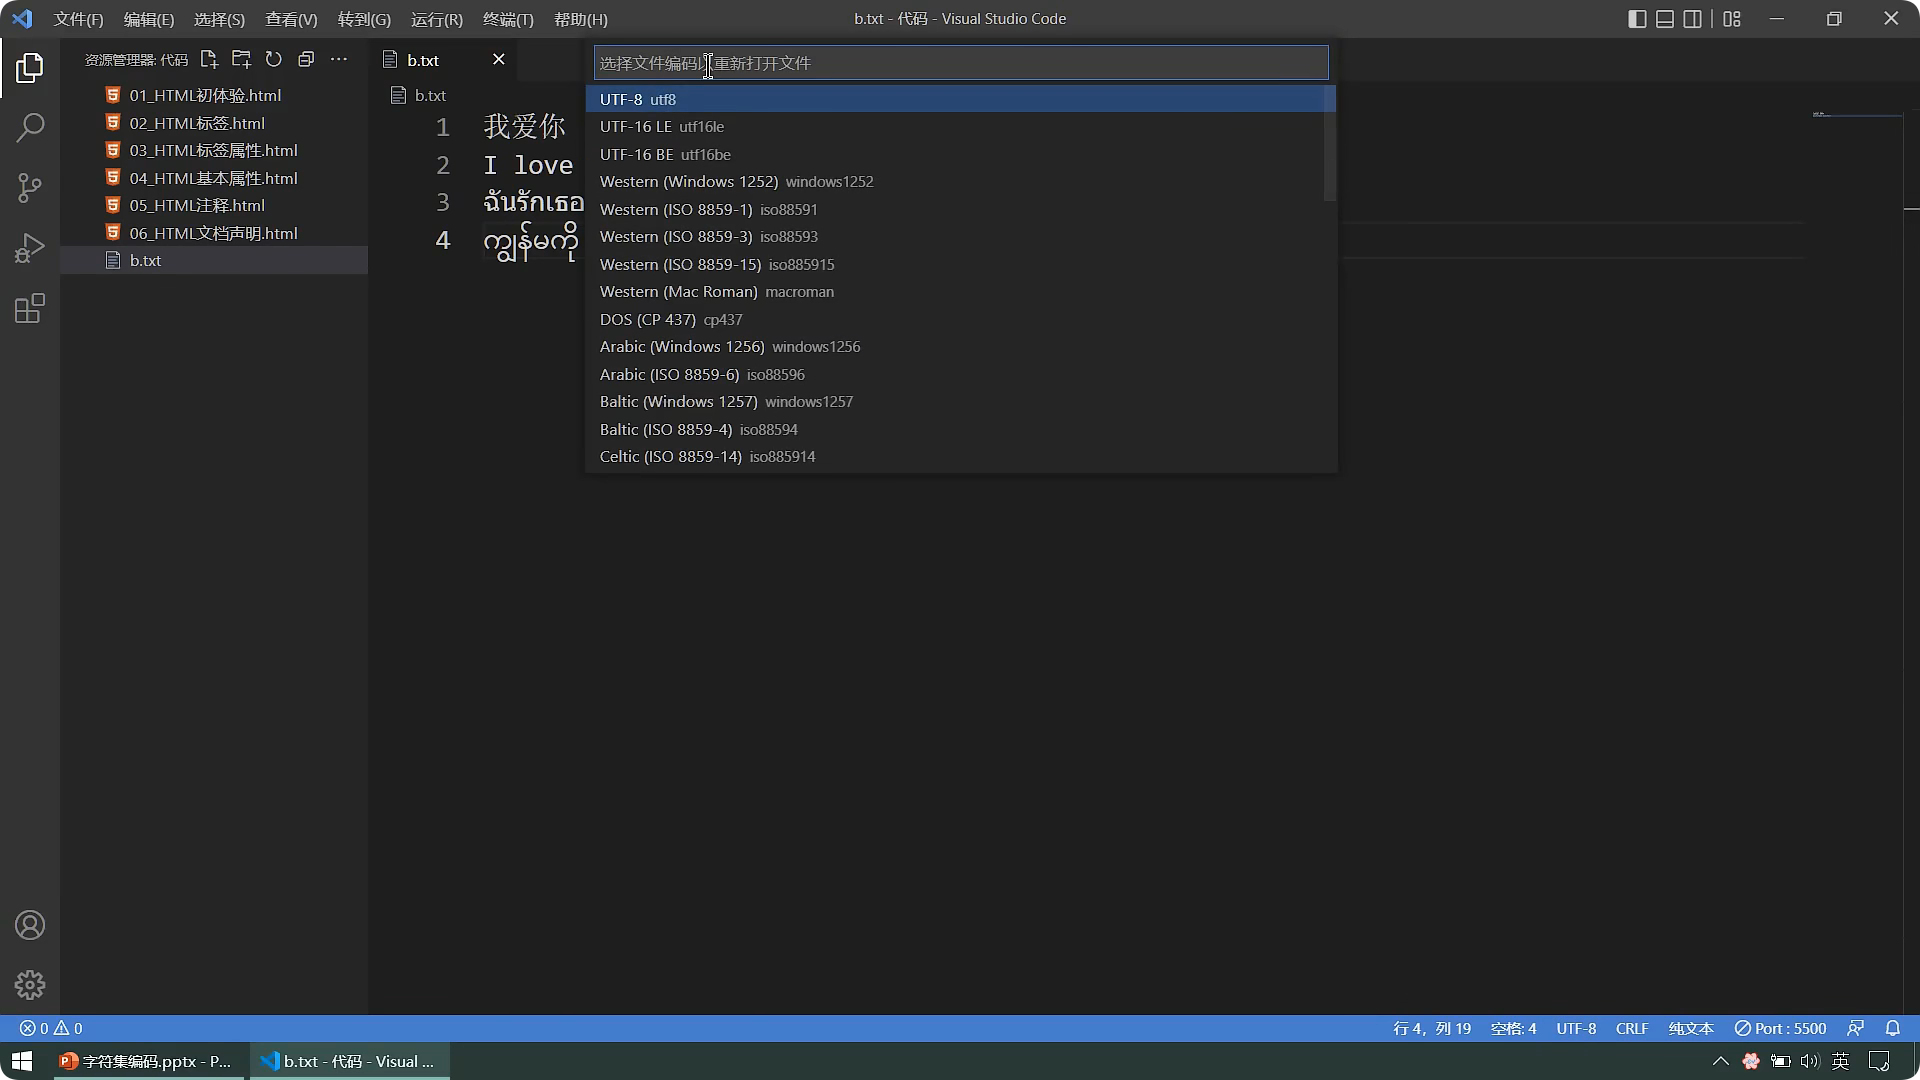 文件(F) 编辑(E) 选择(S) 查看(V) 转到(G) 运行(R) 终端(T) 帮助(H)
b.txt - 代码 - Visual Studio Code
资源管理器: 代码
01_HTML初体验.html
02_HTML标签.html
03_HTML标签属性.html
04_HTML基本属性.html
05_HTML注释.html
06_HTML文档声明.html
b.txt
b.txt
b.txt
1 我爱你
2 I love
3 ฉันรักเธอ
4 ကျွန်မကို
选择文件编码以重新打开文件
UTF-8 utf8
UTF-16 LE utf16le
UTF-16 BE utf16be
Western (Windows 1252) windows1252
Western (ISO 8859-1) iso88591
Western (ISO 8859-3) iso88593
Western (ISO 8859-15) iso885915
Western (Mac Roman) macroman
DOS (CP 437) cp437
Arabic (Windows 1256) windows1256
Arabic (ISO 8859-6) iso88596
Baltic (Windows 1257) windows1257
Baltic (ISO 8859-4) iso88594
Celtic (ISO 8859-14) iso885914
0 0
行 4，列 19 空格: 4 UTF-8 CRLF 纯文本 Port : 5500
字符集编码.pptx - P...
b.txt - 代码 - Visual ...
英